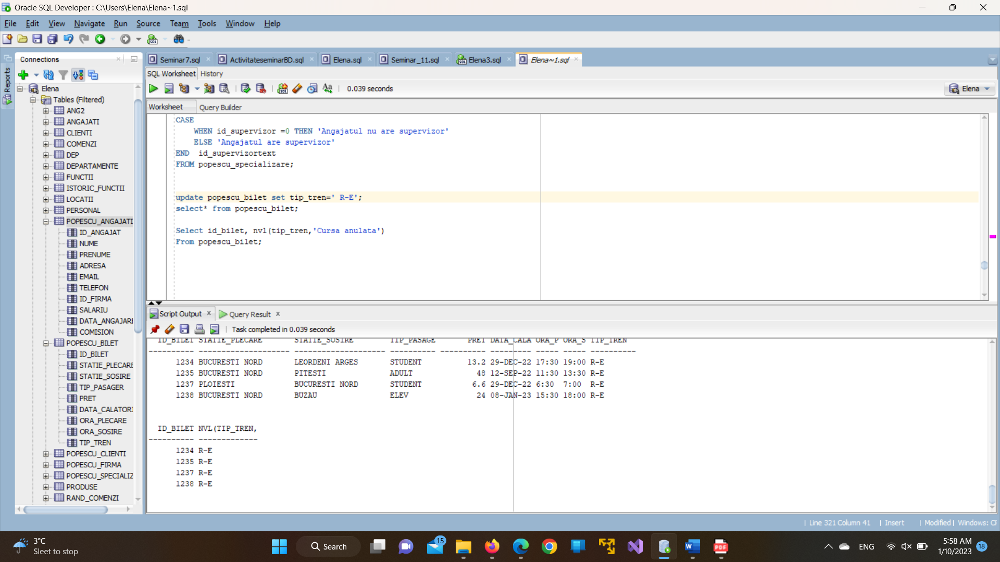 Oracle SQL Developer : C:\Users\Elena\Elena~1.sql
File Edit View Navigate Run Source Team Tools Window Help
Connections
Reports
Elena
Tables (Filtered)
ANG2
ANGAJATI
CLIENTI
COMENZI
DEP
DEPARTAMENTE
FUNCTII
ISTORIC_FUNCTII
LOCATII
PERSONAL
POPESCU_ANGAJATI
ID_ANGAJAT
NUME
PRENUME
ADRESA
EMAIL
TELEFON
ID_FIRMA
SALARIU
DATA_ANGAJARI
COMISION
POPESCU_BILET
ID_BILET
STATIE_PLECARE
STATIE_SOSIRE
TIP_PASAGER
PRET
DATA_CALATORI
ORA_PLECARE
ORA_SOSIRE
TIP_TREN
POPESCU_CLIENTI
POPESCU_FIRMA
POPESCU_SPECIALIZ
PRODUSE
RAND_COMENZI
Seminar7.sql ActivitateseminarBD.sql Elena.sql Seminar_11.sql Elena3.sql Elena~1.sql
SQL Worksheet History
0.039 seconds
Elena
Worksheet Query Builder
CASE
WHEN id_supervizor =0 THEN 'Angajatul nu are supervizor'
ELSE 'Angajatul are supervizor'
END id_supervizortext
FROM popescu_specializare;
update popescu_bilet set tip_tren=' R-E';
select* from popescu_bilet;
Select id_bilet, nvl(tip_tren,'Cursa anulata')
From popescu_bilet;
Script Output x Query Result x
Task completed in 0.039 seconds
ID_BILET STATIE_PLECARE STATIE_SOSIRE TIP_PASAGE PRET DATA_CALA ORA_P ORA_S TIP_TREN
---------- -------------------- -------------------- ---------- ---------- --------- ----- ----- ----------
1234 BUCURESTI NORD LEORDENI ARGES STUDENT 13.2 29-DEC-22 17:30 19:00 R-E
1235 BUCURESTI NORD PITESTI ADULT 48 12-SEP-22 11:30 13:30 R-E
1237 PLOIESTI BUCURESTI NORD STUDENT 6.6 29-DEC-22 6:30 7:00 R-E
1238 BUCURESTI NORD BUZAU ELEV 24 08-JAN-23 15:30 18:00 R-E
ID_BILET NVL(TIP_TREN,
---------- -------------
1234 R-E
1235 R-E
1237 R-E
1238 R-E
Line 321 Column 41 Insert Modified Windows: CR
3°C
Sleet to stop
Search
15
ENG
5:58 AM
1/10/2023
18